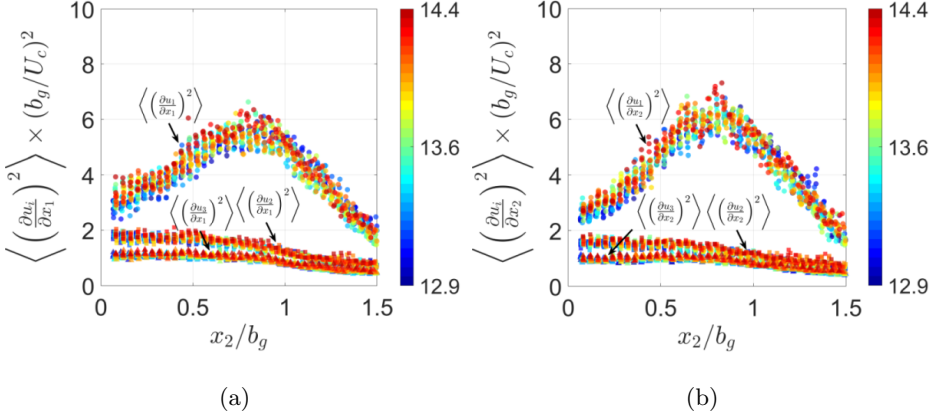 ⟨(∂u_i/∂x_1)^2⟩ × (b_g/U_c)^2
10
8
6
4
2
0
⟨(∂u_1/∂x_1)^2⟩
⟨(∂u_3/∂x_1)^2⟩ ⟨(∂u_2/∂x_1)^2⟩
0 0.5 1 1.5
x_2/b_g
14.4
13.6
12.9
(a)
⟨(∂u_i/∂x_2)^2⟩ × (b_g/U_c)^2
10
8
6
4
2
0
⟨(∂u_1/∂x_2)^2⟩
⟨(∂u_3/∂x_2)^2⟩ ⟨(∂u_2/∂x_2)^2⟩
0 0.5 1 1.5
x_2/b_g
14.4
13.6
12.9
(b)